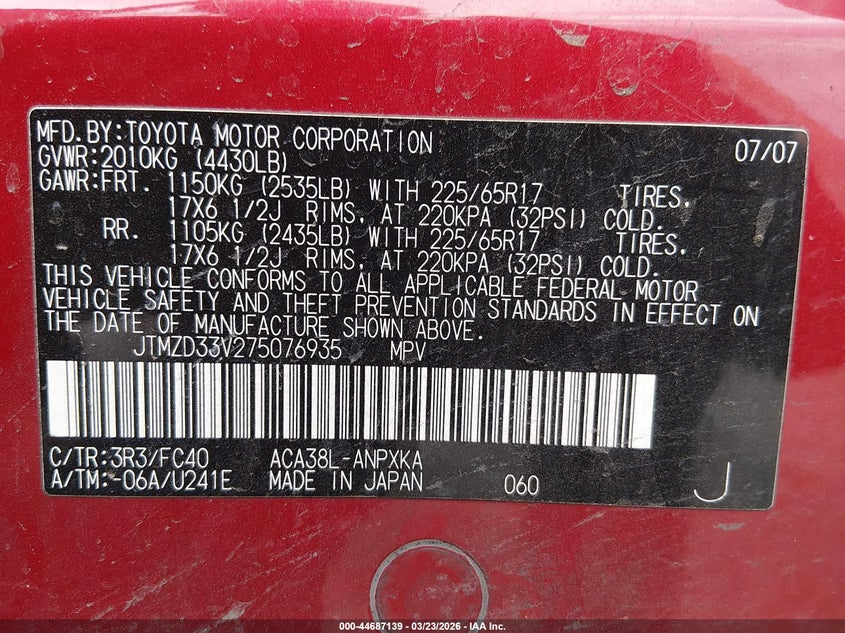 MFD.BY:TOYOTA MOTOR CORPORATION 07/07
GVWR:2010KG (4430LB)
GAWR:FRT. 1150KG (2535LB) WITH 225/65R17 TIRES,
17X6 1/2J RIMS, AT 220KPA (32PSI) COLD.
RR. 1105KG (2435LB) WITH 225/65R17 TIRES,
17X6 1/2J RIMS, AT 220KPA (32PSI) COLD.
THIS VEHICLE CONFORMS TO ALL APPLICABLE FEDERAL MOTOR
VEHICLE SAFETY AND THEFT PREVENTION STANDARDS IN EFFECT ON
THE DATE OF MANUFACTURE SHOWN ABOVE.
JTMZD33V275076935 MPV
C/TR:3R3/FC40 ACA38L-ANPXKA
A/TM:-06A/U241E MADE IN JAPAN 060 J
000-44687139 — 03/23/2026 — IAA Inc.